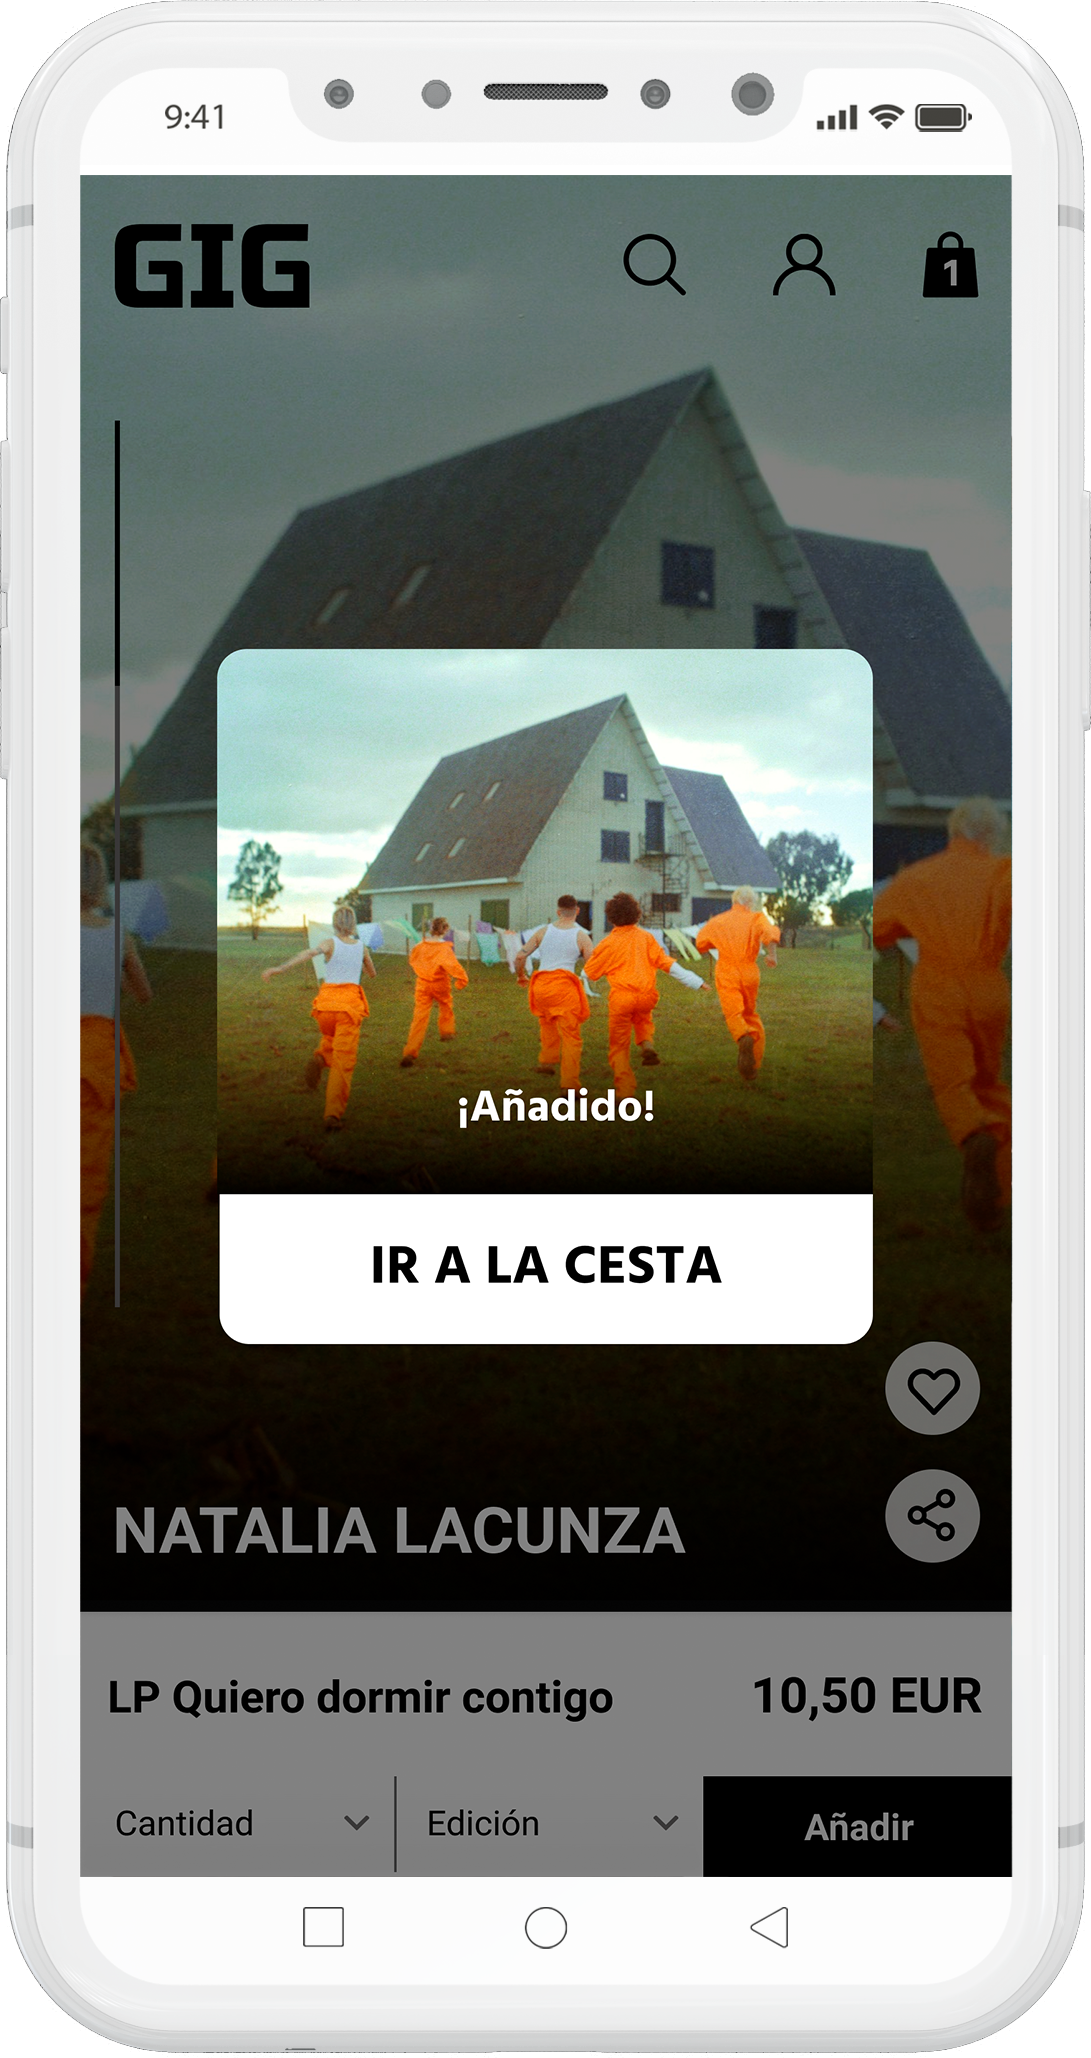 9:41
GIG
1
¡Añadido!
IR A LA CESTA
NATALIA LACUNZA
LP Quiero dormir contigo 10,50 EUR
Cantidad Edición Añadir